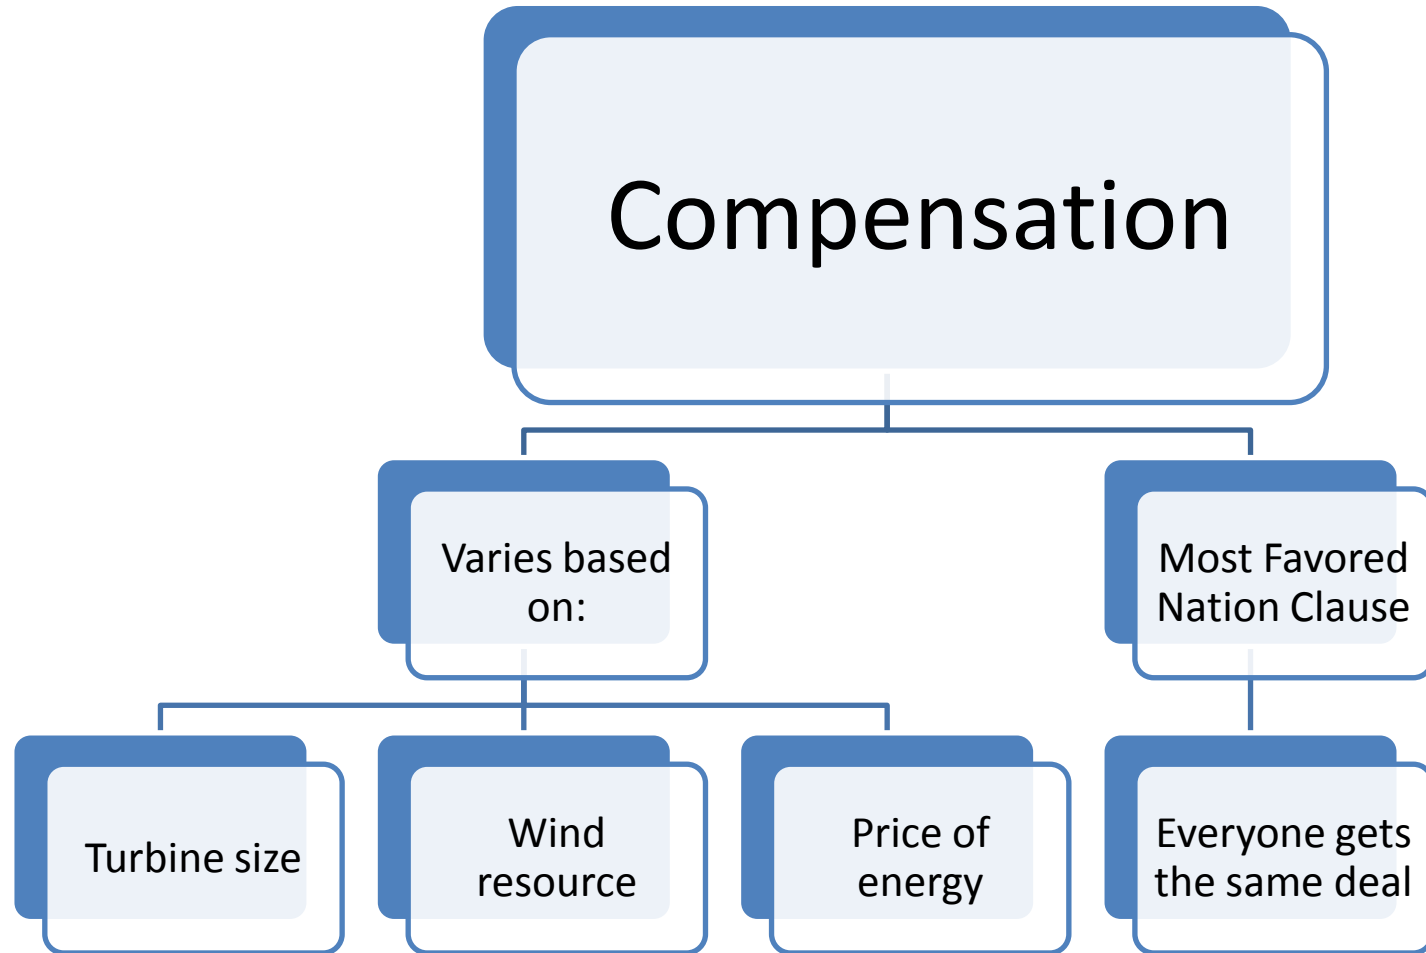 Compensation
Varies based
on:
Most Favored
Nation Clause
Turbine size
Wind
resource
Price of
energy
Everyone gets
the same deal